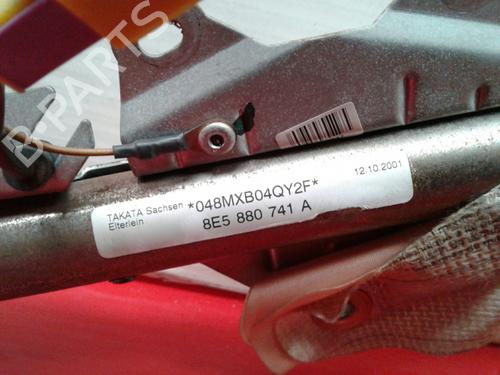 B-PARTS
TAKATA Sachsen
Elterlein
*048MXB04QY2F*
8E5 880 741 A
12.10.2001